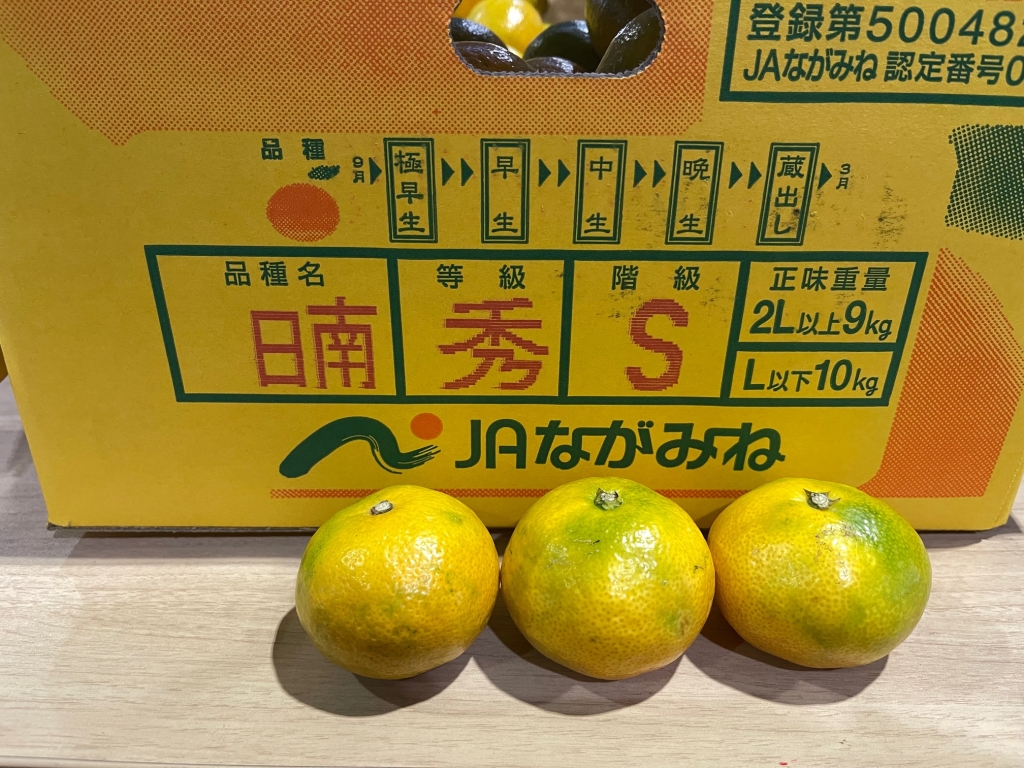 登録第50048
JAながみね 認定番号0
品種 9月 極早生 早生 中生 晩生 蔵出し 3月
品種名 等級 階級 正味重量
日南 秀 S 2L以上9kg
L以下10kg
JAながみね